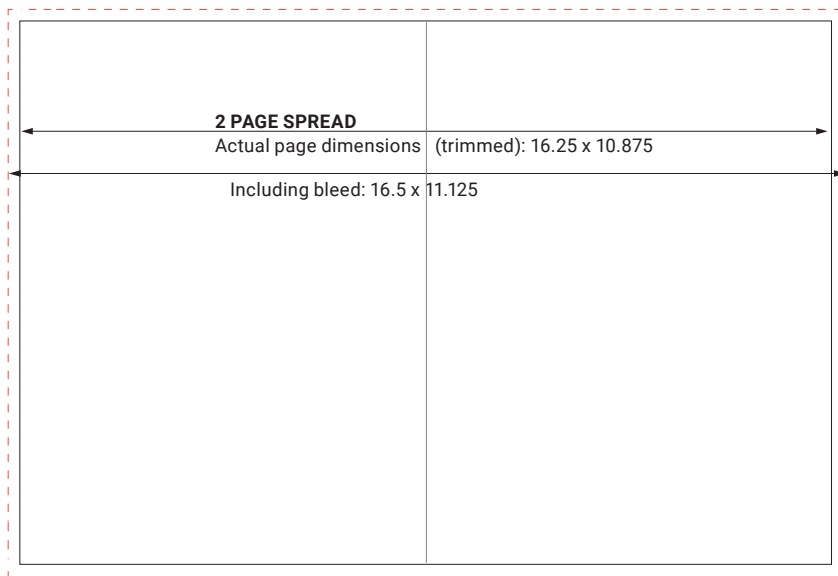 2 PAGE SPREAD
Actual page dimensions (trimmed): 16.25 x 10.875
Including bleed: 16.5 x 11.125